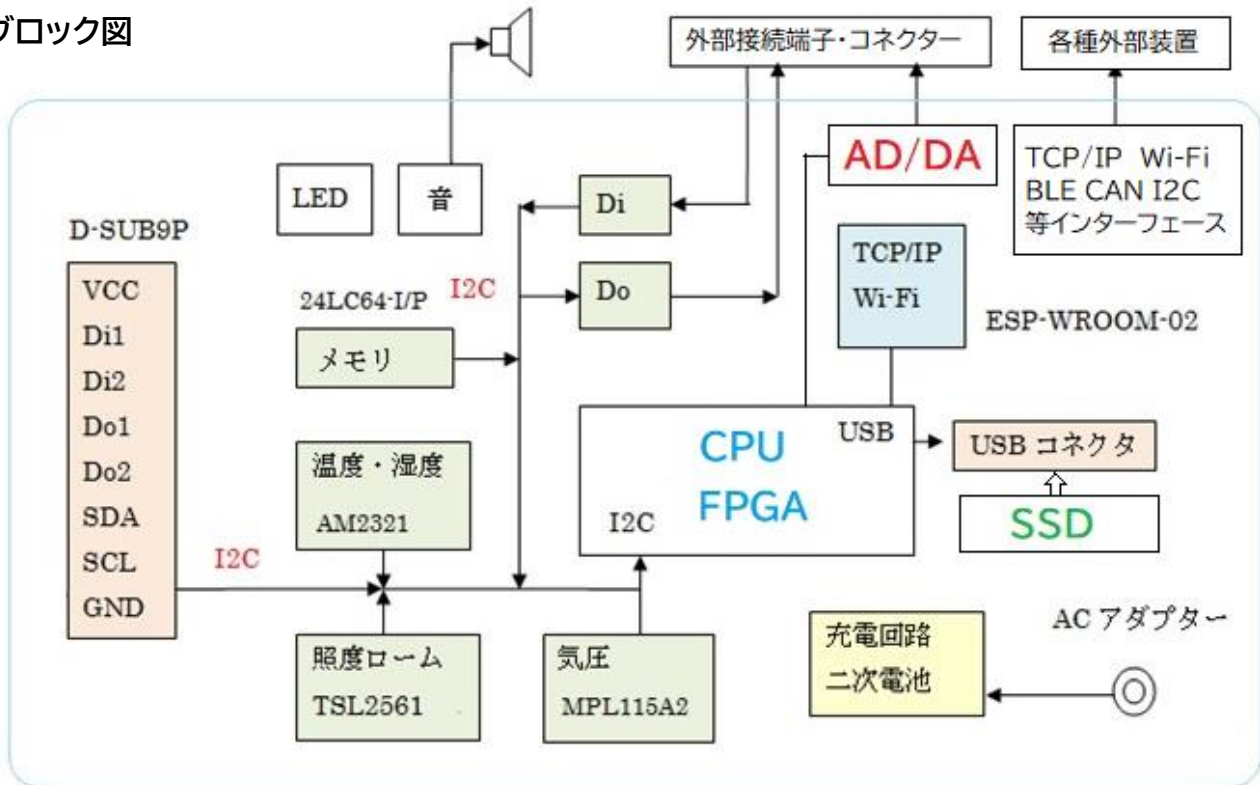 ブロック図
外部接続端子・コネクター
各種外部装置
AD/DA
TCP/IP Wi-Fi
BLE CAN I2C
等インターフェース
LED
音
Di
Do
D-SUB9P
VCC
Di1
Di2
Do1
Do2
SDA
SCL
GND
24LC64-I/P
I2C
メモリ
TCP/IP
Wi-Fi
ESP-WROOM-02
温度・湿度
AM2321
I2C
CPU
FPGA
USB
I2C
USB コネクタ
SSD
照度ローム
TSL2561
気圧
MPL115A2
充電回路
二次電池
AC アダプター